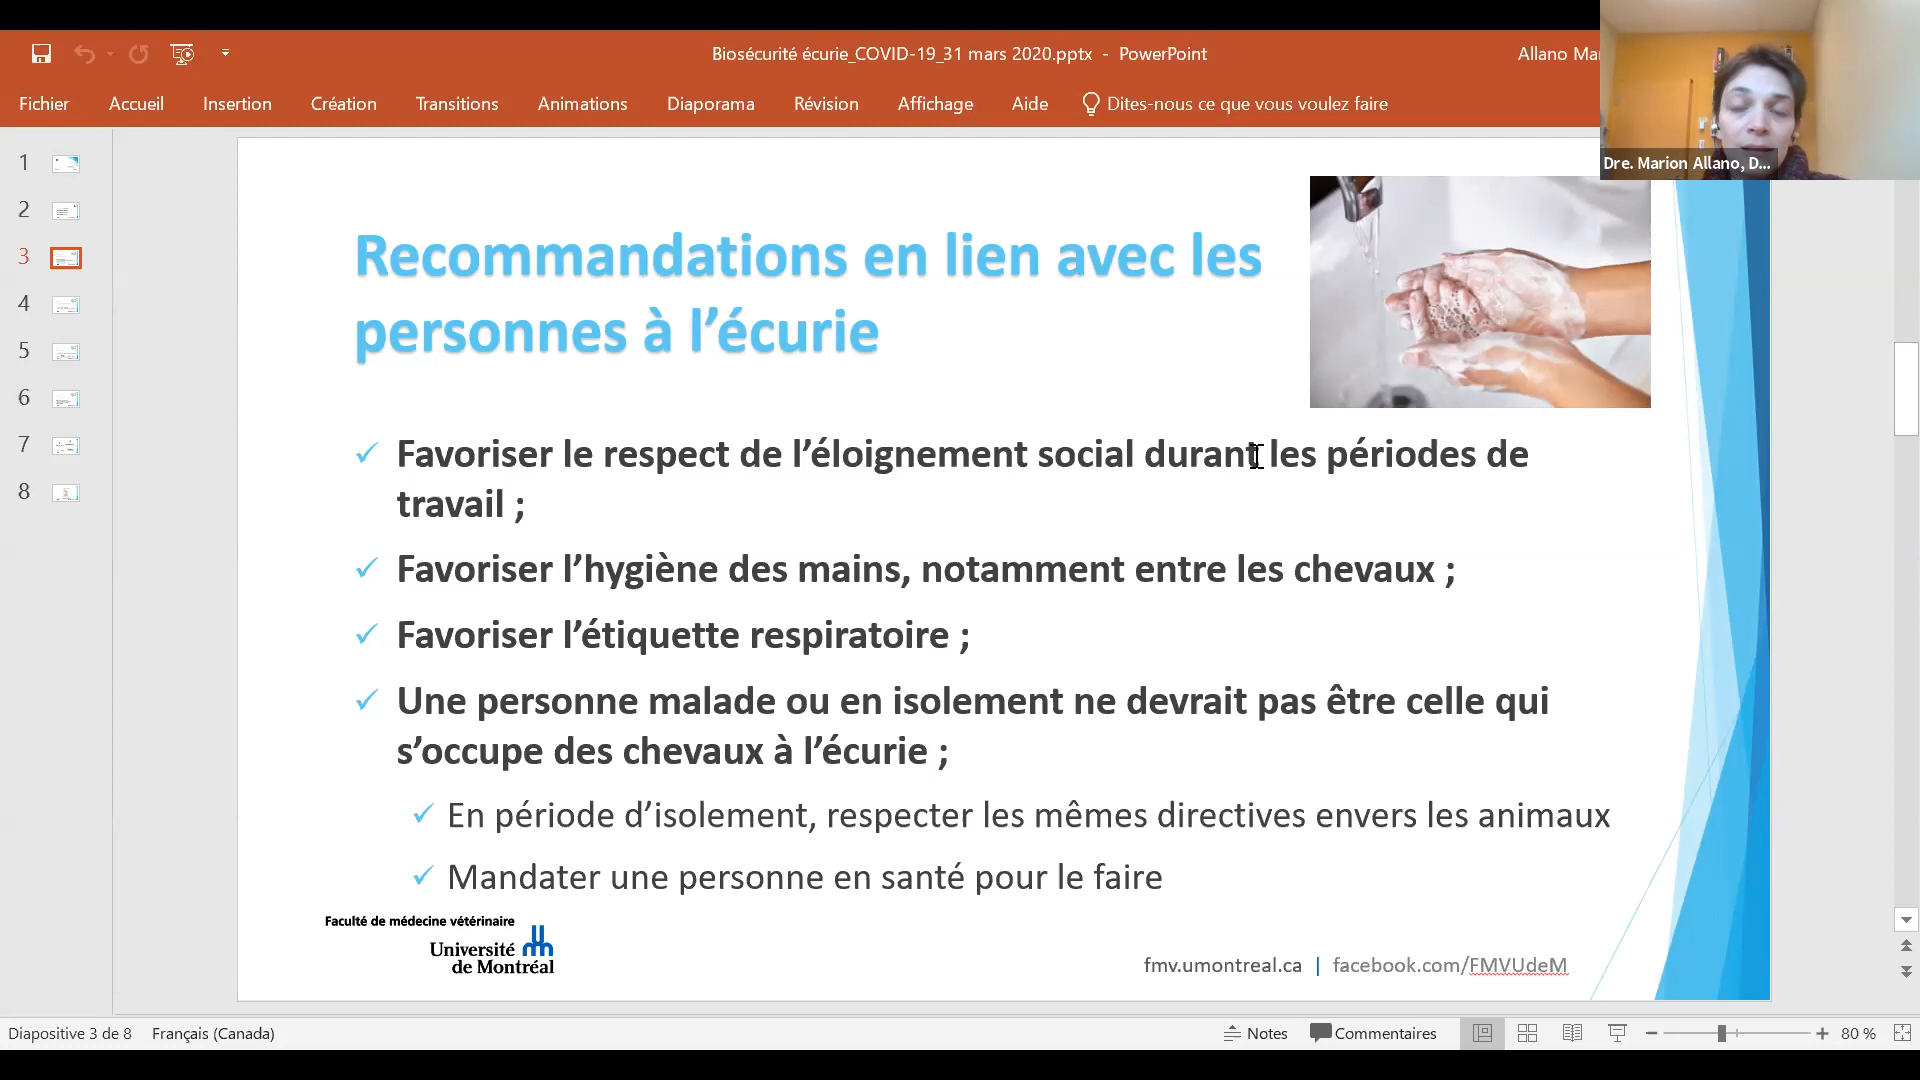 Biosécurité écurie_COVID-19_31 mars 2020.pptx - PowerPoint
Allano Mar
Fichier Accueil Insertion Création Transitions Animations Diaporama Révision Affichage Aide Dites-nous ce que vous voulez faire
Dre. Marion Allano, D...
1
2
3
4
5
6
7
8
Recommandations en lien avec les
personnes à l’écurie
Favoriser le respect de l’éloignement social durant les périodes de
travail ;
Favoriser l’hygiène des mains, notamment entre les chevaux ;
Favoriser l’étiquette respiratoire ;
Une personne malade ou en isolement ne devrait pas être celle qui
s’occupe des chevaux à l’écurie ;
En période d’isolement, respecter les mêmes directives envers les animaux
Mandater une personne en santé pour le faire
Faculté de médecine vétérinaire
Université
de Montréal
fmv.umontreal.ca | facebook.com/FMVUdeM
Diapositive 3 de 8 Français (Canada) Notes Commentaires 80 %